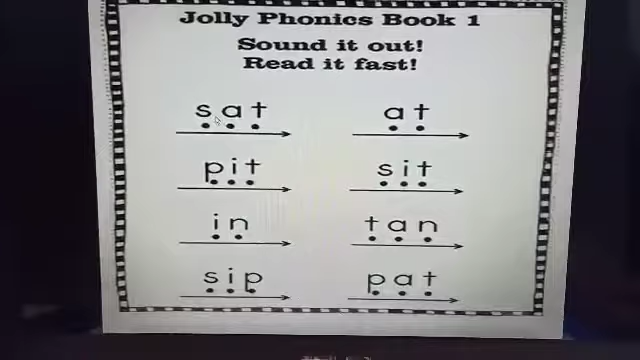 Jolly Phonics Book 1
Sound it out!
Read it fast!
sat at
pit sit
in tan
sip pat